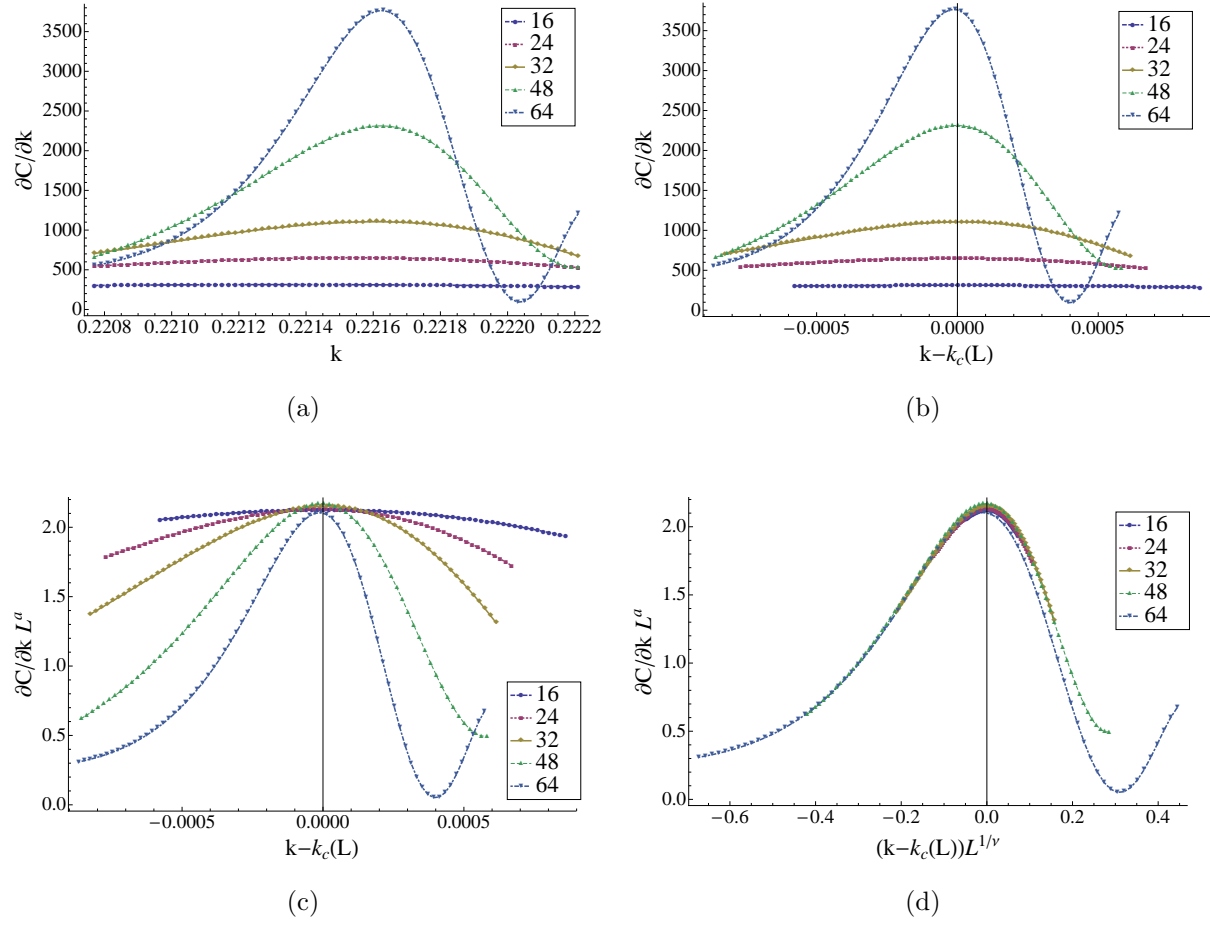 3500
3000
2500
2000
1500
1000
500
0
∂C/∂k
0.2208 0.2210 0.2212 0.2214 0.2216 0.2218 0.2220 0.2222
k
16
24
32
48
64
(a)
3500
3000
2500
2000
1500
1000
500
0
∂C/∂k
−0.0005 0.0000 0.0005
k−k_c(L)
16
24
32
48
64
(b)
2.0
1.5
1.0
0.5
0.0
∂C/∂k L^a
−0.0005 0.0000 0.0005
k−k_c(L)
16
24
32
48
64
(c)
2.0
1.5
1.0
0.5
0.0
∂C/∂k L^a
−0.6 −0.4 −0.2 0.0 0.2 0.4
(k−k_c(L))L^{1/ν}
16
24
32
48
64
(d)